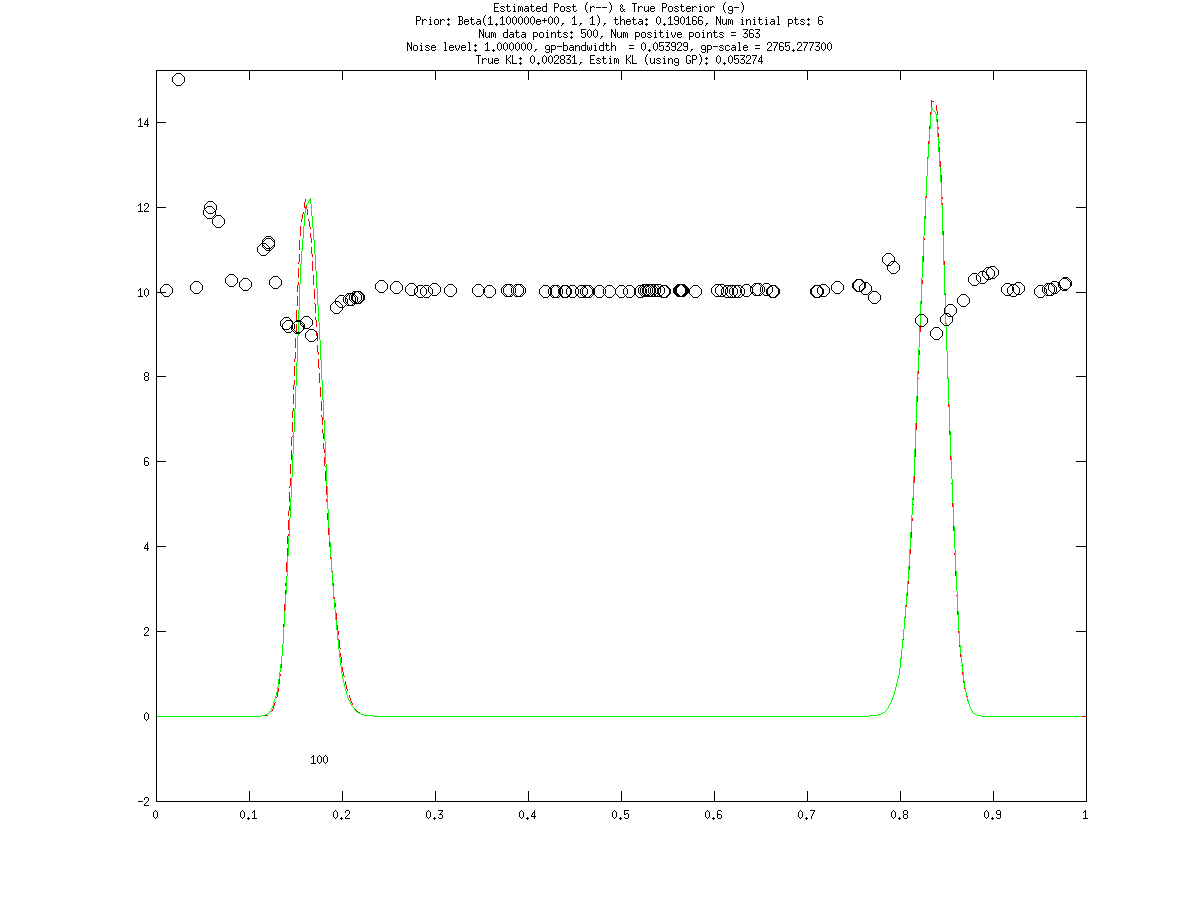 Estimated Post (r--) & True Posterior (g-)
Prior: Beta(1.100000e+00, 1, 1), theta: 0.190166, Num initial pts: 6
Num data points: 500, Num positive points = 363
Noise level: 1.000000, gp-bandwidth  = 0.053929, gp-scale = 2765.277300
True KL: 0.002831, Estim KL (using GP): 0.053274
14
12
10
8
6
4
2
0
100
-2
0 0.1 0.2 0.3 0.4 0.5 0.6 0.7 0.8 0.9 1